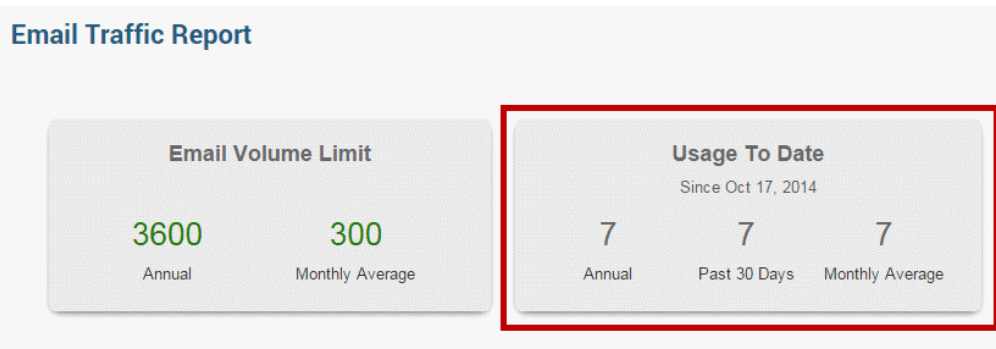 Email Traffic Report
Email Volume Limit
3600 300
Annual Monthly Average
Usage To Date
Since Oct 17, 2014
7 7 7
Annual Past 30 Days Monthly Average